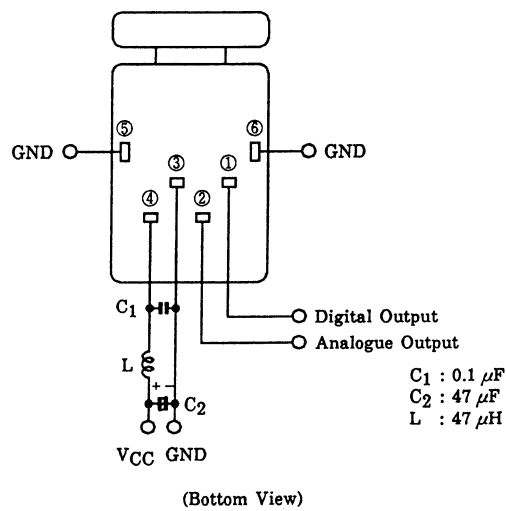 ⑤ ⑥
GND GND
③ ①
④ ②
C1
Digital Output
Analogue Output
L
+ −
C2
C1 : 0.1 μF
C2 : 47 μF
L : 47 μH
VCC GND
(Bottom View)